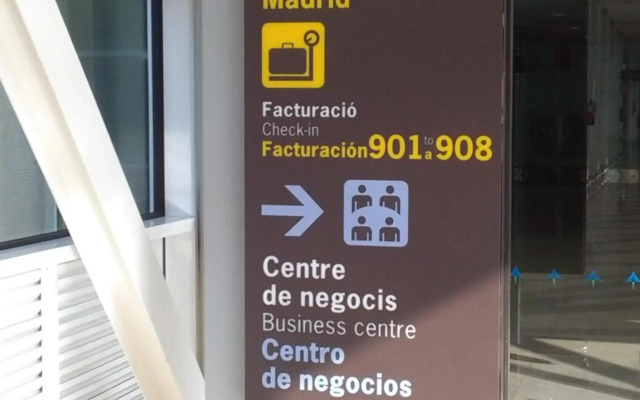 Madrid
Facturació
Check-in
Facturación 901 to a 908
Centre
de negocis
Business centre
Centro
de negocios